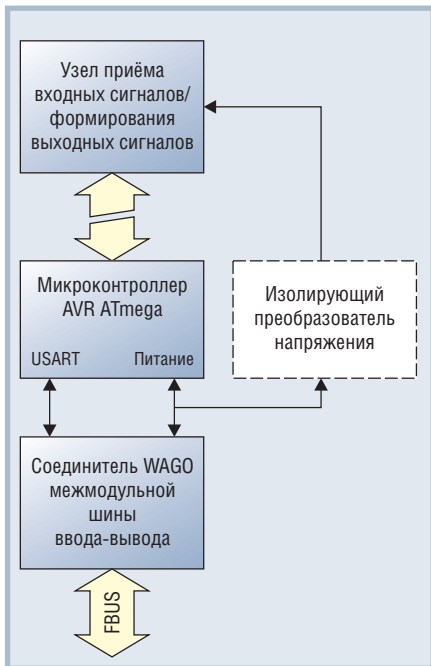 Узел приёма
входных сигналов/
формирования
выходных сигналов
Микроконтроллер
AVR ATmega
USART Питание
Изолирующий
преобразователь
напряжения
Соединитель WAGO
межмодульной
шины
ввода-вывода
FBUS